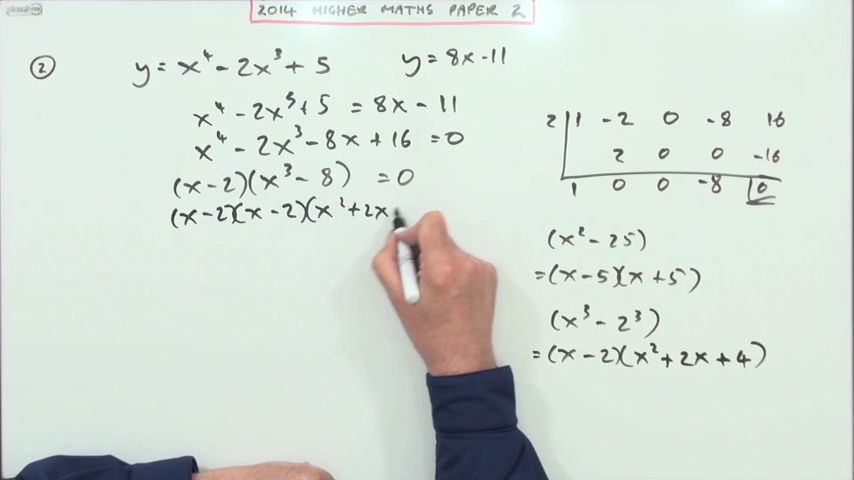 2014 HIGHER MATHS PAPER 2
② y = x⁴ - 2x³ + 5 y = 8x - 11
x⁴ - 2x³ + 5 = 8x - 11
x⁴ - 2x³ - 8x + 16 = 0
(x - 2)(x³ - 8) = 0
(x - 2)(x - 2)(x² + 2x
2 1 -2 0 -8 16
2 0 0 -16
1 0 0 -8 0
(x² - 25)
= (x - 5)(x + 5)
(x³ - 2³)
= (x - 2)(x² + 2x + 4)